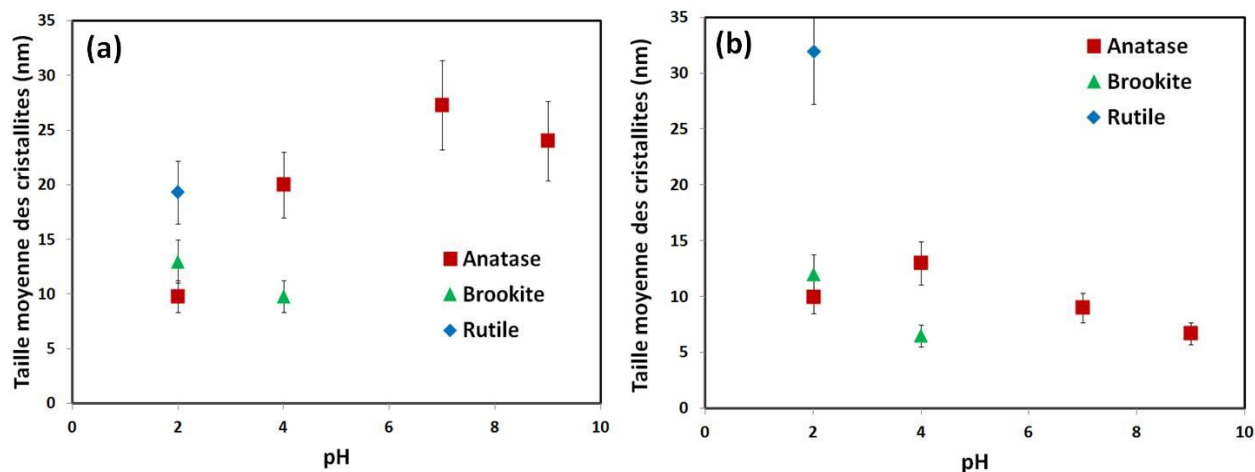 (a)
Taille moyenne des cristallites (nm)
35
30
25
20
15
10
5
0
0 2 4 6 8 10
pH
Anatase
Brookite
Rutile
(b)
Taille moyenne des cristallites (nm)
35
30
25
20
15
10
5
0
0 2 4 6 8 10
pH
Anatase
Brookite
Rutile